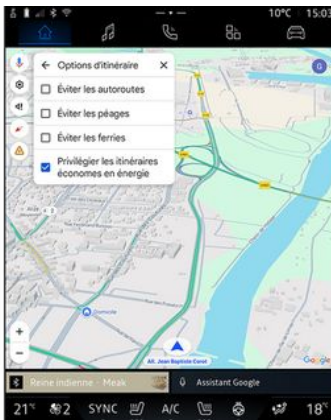 10°C 15:03
Options d'itinéraire
Éviter les autoroutes
Éviter les péages
Éviter les ferries
Privilégier les itinéraires
économes en énergie
G
Domicile
All. Jean Baptiste Corot
Google
Reine indienne · Meak
Assistant Google
21° 2 SYNC A/C 18°